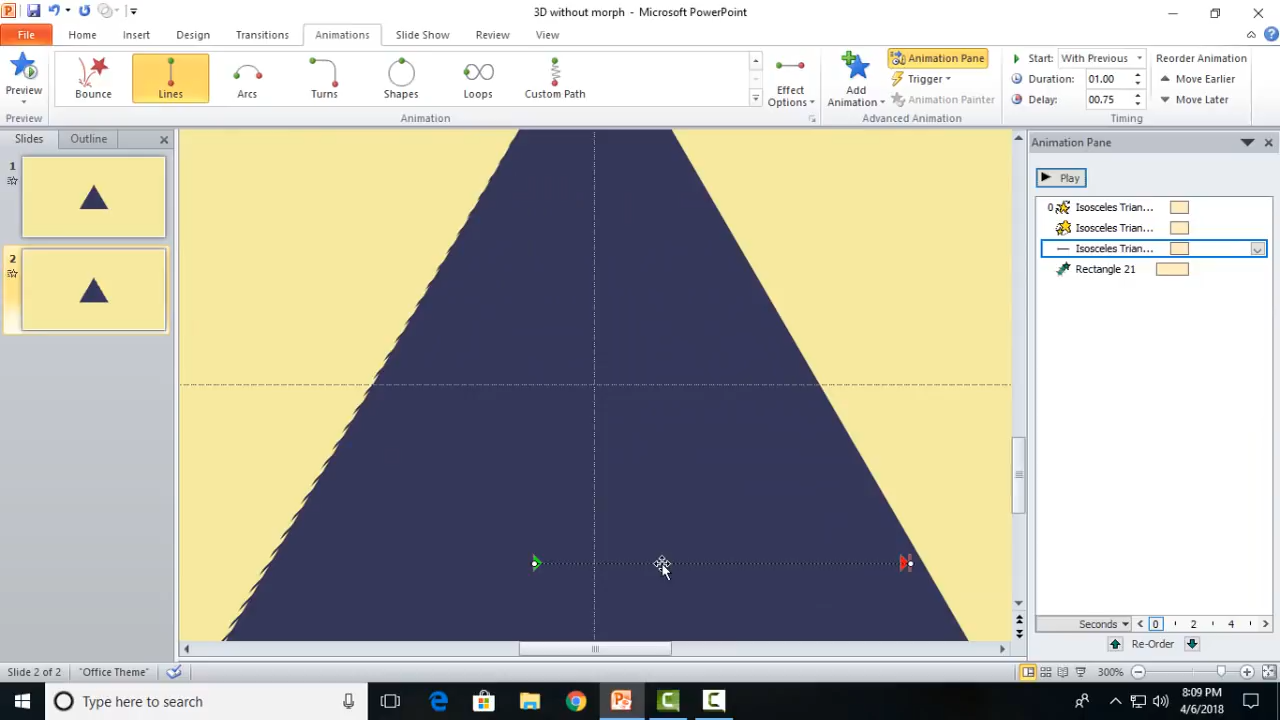 3D without morph - Microsoft PowerPoint
File Home Insert Design Transitions Animations Slide Show Review View
Preview
Preview
Bounce Lines Arcs Turns Shapes Loops Custom Path
Animation
Effect Options
Add Animation
Animation Pane
Trigger
Animation Painter
Advanced Animation
Start: With Previous
Duration: 01.00
Delay: 00.75
Timing
Reorder Animation
Move Earlier
Move Later
Slides Outline
1
2
Animation Pane
Play
0 Isosceles Trian...
Isosceles Trian...
Isosceles Trian...
Rectangle 21
Seconds 0 2 4
Re-Order
Slide 2 of 2 "Office Theme" 300%
Type here to search
8:09 PM
4/6/2018